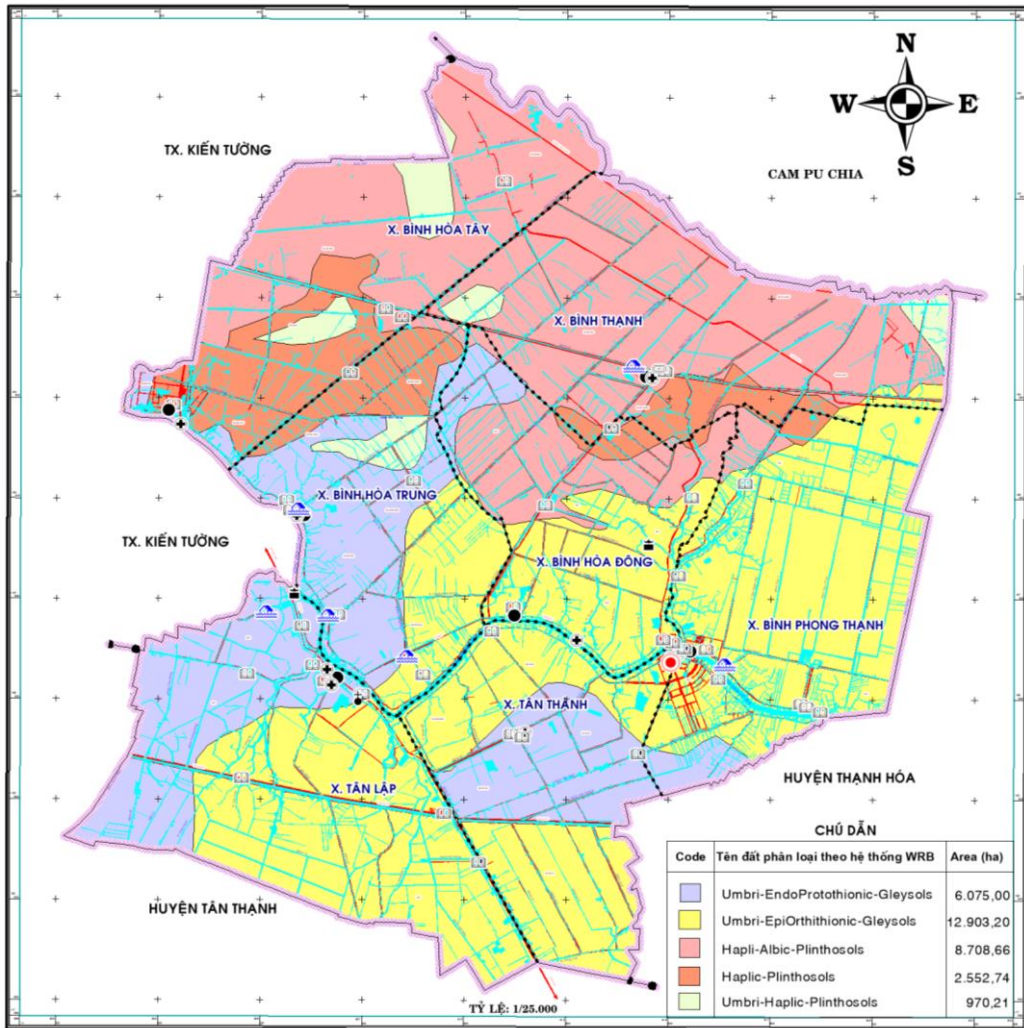 N
W E
S
TX. KIẾN TƯỜNG
CAM PU CHIA
X. BÌNH HÒA TÂY
X. BÌNH THẠNH
X. BÌNH HÒA TRUNG
TX. KIẾN TƯỜNG
X. BÌNH HÒA ĐÔNG
X. BÌNH PHONG THẠNH
X. TÂN THÀNH
HUYỆN THẠNH HÓA
X. TÂN LẬP
HUYỆN TÂN THẠNH
CHÚ DẪN
Code Tên đất phân loại theo hệ thống WRB Area (ha)
Umbri-EndoProtothionic-Gleysols 6.075,00
Umbri-EpiOrthithionic-Gleysols 12.903,20
Hapli-Albic-Plinthosols 8.708,66
Haplic-Plinthosols 2.552,74
Umbri-Haplic-Plinthosols 970,21
TỶ LỆ: 1/25.000